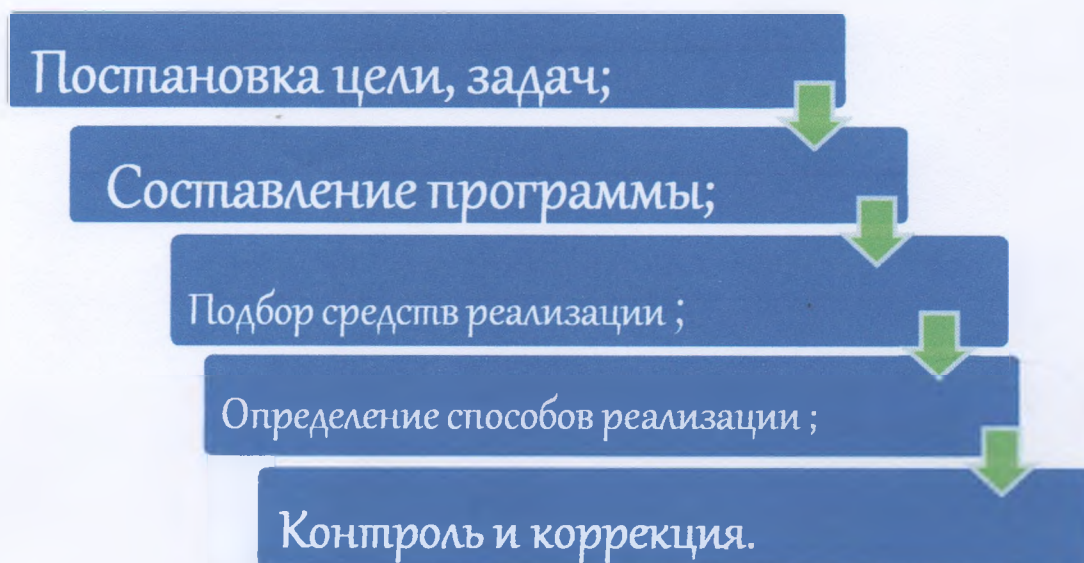 Постановка цели, задач;
Составление программы;
Подбор средств реализации ;
Определение способов реализации ;
Контроль и коррекция.